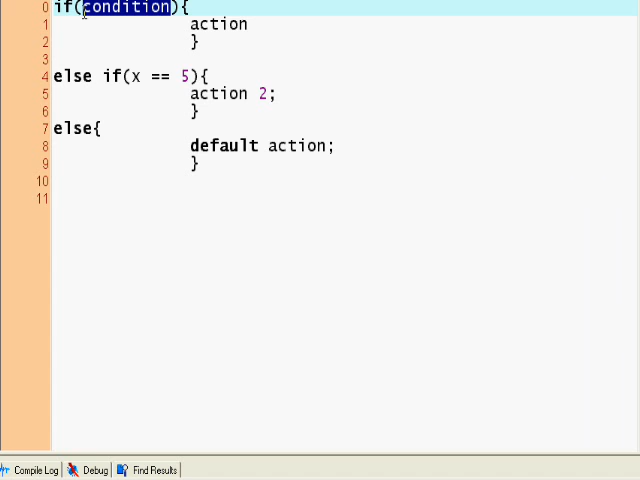 0 if(condition){
1 action
2 }
3
4 else if(x == 5){
5 action 2;
6 }
7 else{
8 default action;
9 }
10
11
Compile Log Debug Find Results